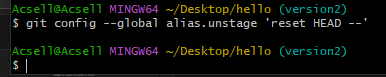 Acsell@Acsell MINGW64 ~/Desktop/hello (version2)
$ git config --global alias.unstage 'reset HEAD --'
Acsell@Acsell MINGW64 ~/Desktop/hello (version2)
$